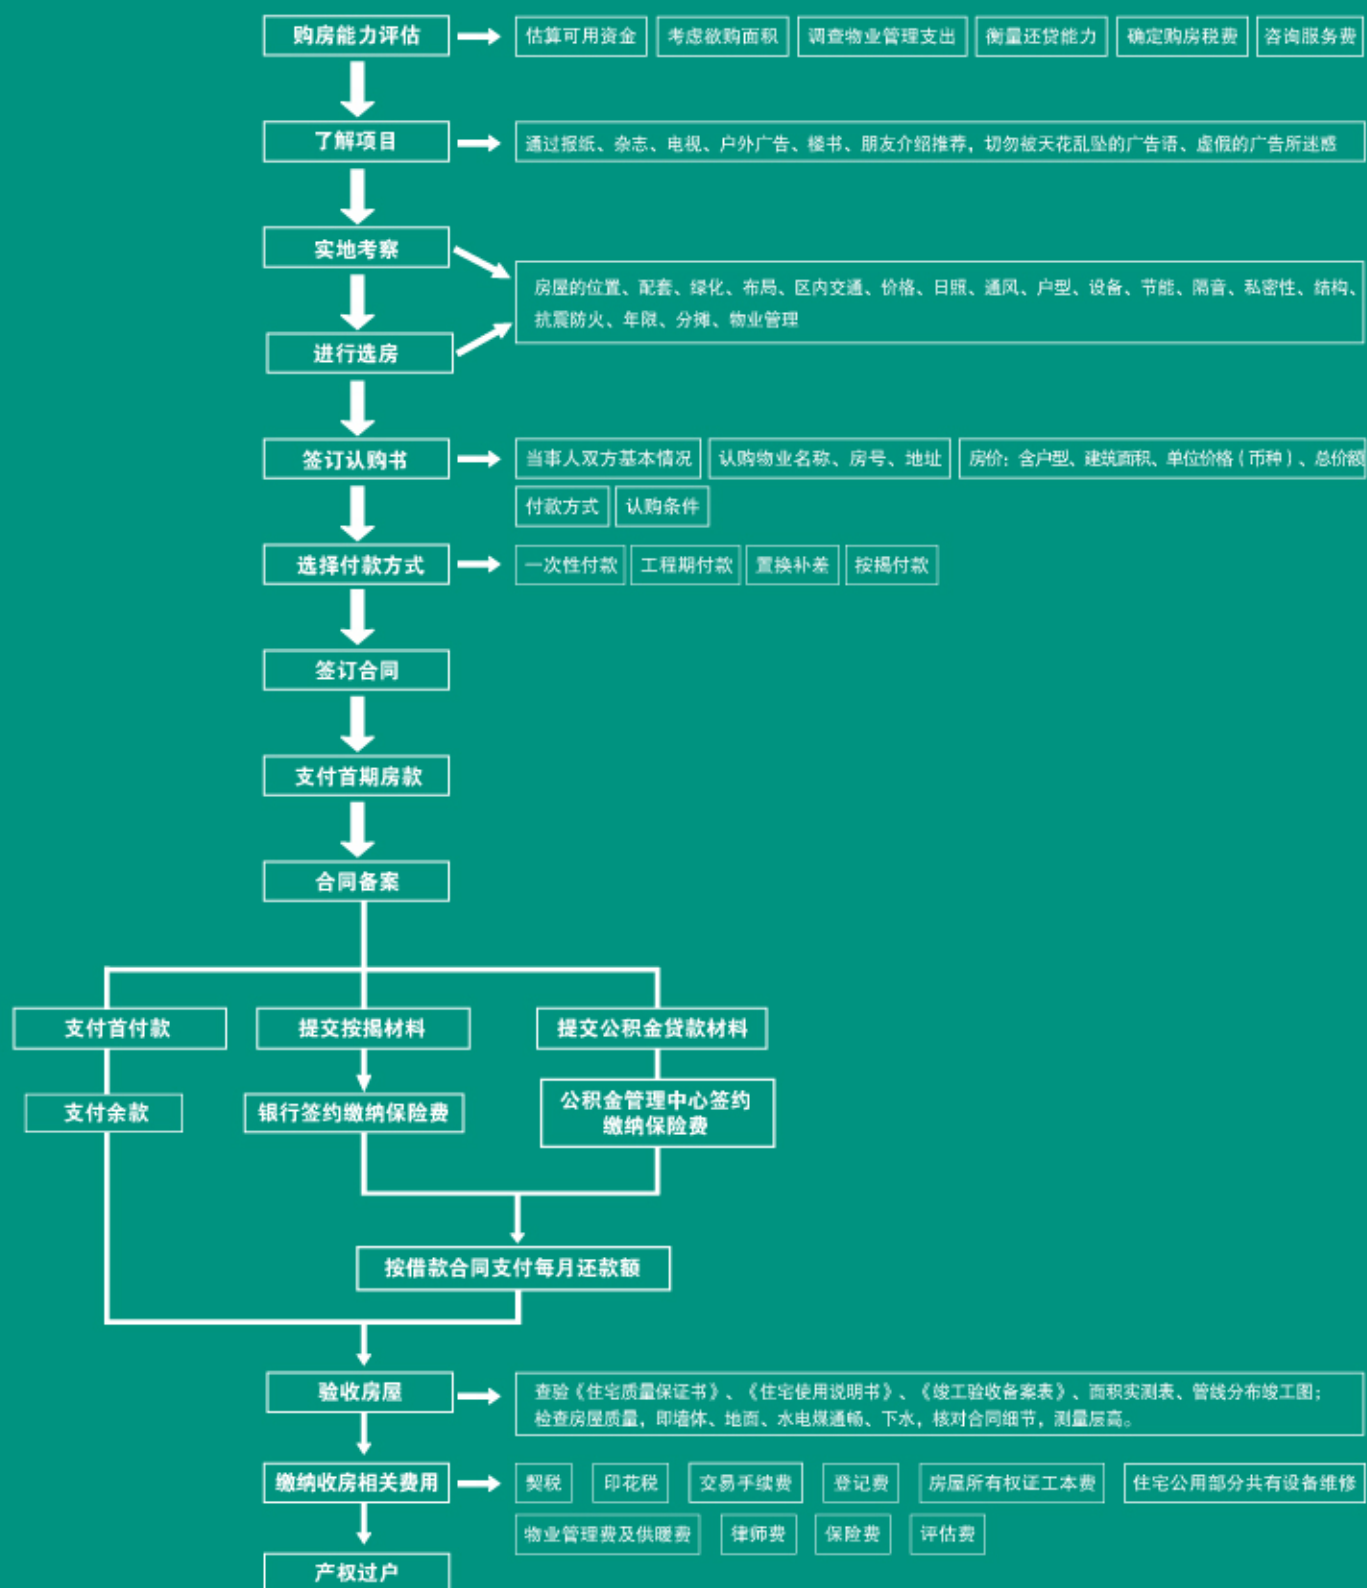 购房能力评估
估算可用资金
考虑欲购面积
调查物业管理支出
衡量还贷能力
确定购房税费
咨询服务费
了解项目
通过报纸、杂志、电视、户外广告、楼书、朋友介绍推荐，切勿被天花乱坠的广告语、虚假的广告所迷惑
实地考察
房屋的位置、配套、绿化、布局、区内交通、价格、日照、通风、户型、设备、节能、隔音、私密性、结构、
抗震防火、年限、分摊、物业管理
进行选房
签订认购书
当事人双方基本情况
认购物业名称、房号、地址
房价：含户型、建筑面积、单位价格（币种）、总价额
付款方式
认购条件
选择付款方式
一次性付款
工程期付款
置换补差
按揭付款
签订合同
支付首期房款
合同备案
支付首付款
提交按揭材料
提交公积金贷款材料
支付余款
银行签约缴纳保险费
公积金管理中心签约
缴纳保险费
按借款合同支付每月还款额
验收房屋
查验《住宅质量保证书》、《住宅使用说明书》、《竣工验收备案表》、面积实测表、管线分布竣工图；
检查房屋质量，即墙体、地面、水电煤通畅、下水，核对合同细节，测量层高。
缴纳收房相关费用
契税
印花税
交易手续费
登记费
房屋所有权证工本费
住宅公用部分共有设备维修
物业管理费及供暖费
律师费
保险费
评估费
产权过户